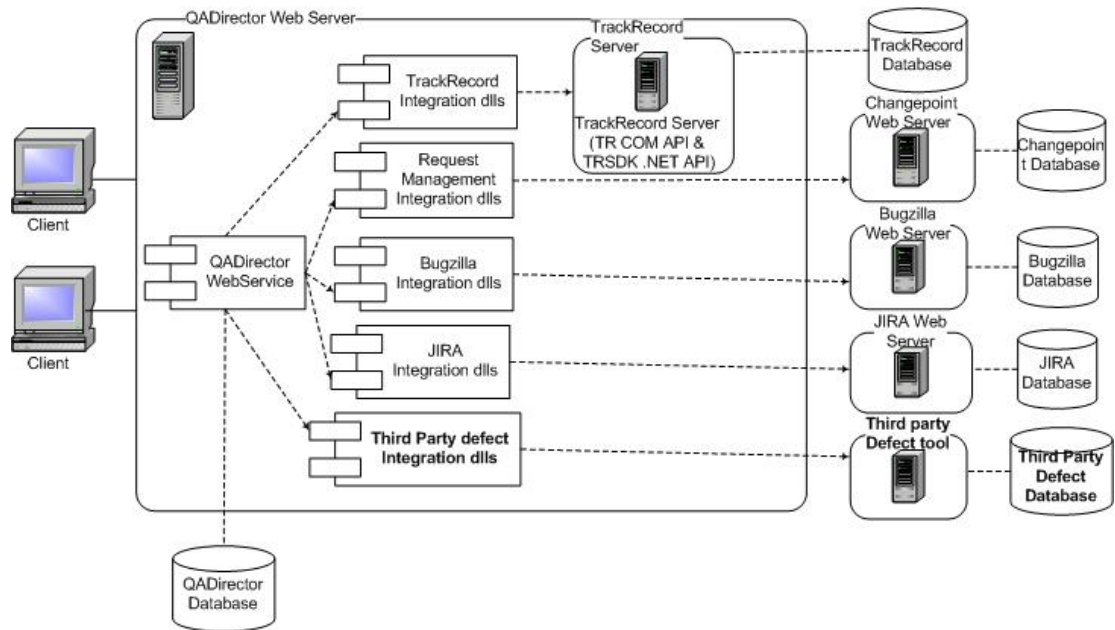 QADirector Web Server
TrackRecord
Server
TrackRecord
Integration dlls
TrackRecord Server
(TR COM API &
TRSDK .NET API)
TrackRecord
Database
Changepoint
Web Server
Changepoin
t Database
Request
Management
Integration dlls
Client
Bugzilla
Web Server
QADirector
WebService
Bugzilla
Integration dlls
Bugzilla
Database
Client
JIRA Web
Server
JIRA
Integration dlls
JIRA
Database
Third party
Defect tool
Third Party defect
Integration dlls
Third Party
Defect
Database
QADirector
Database